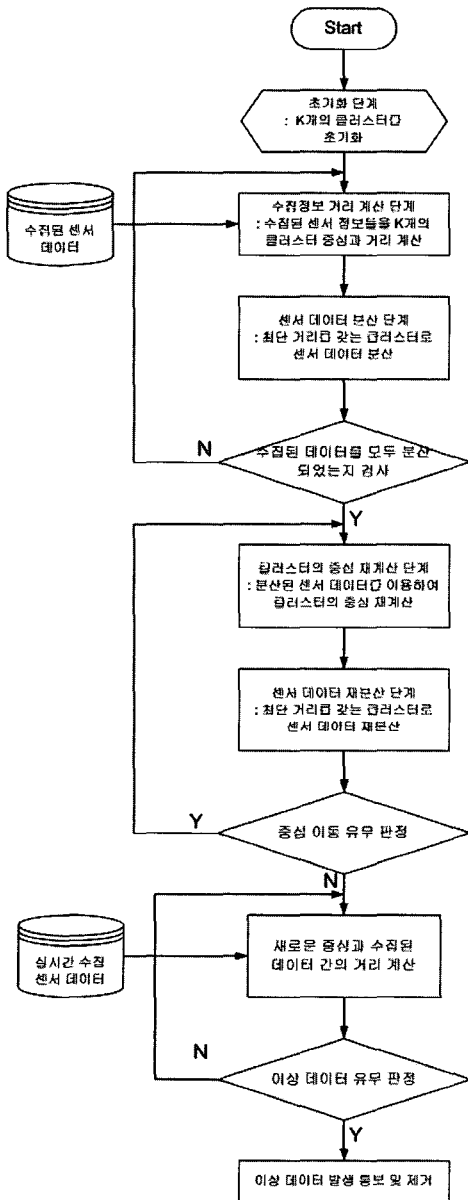 Start
초기화 단계
: K개의 클러스터를
초기화
수집된 센서
데이터
수집정보 거리 계산 단계
: 수집된 센서 정보들을 K개의
클러스터 중심과 거리 계산
센서 데이터 분산 단계
: 최단 거리를 갖는 클러스터로
센서 데이터 분산
N
수집된 데이터를 모두 분산
되었는지 검사
Y
클러스터의 중심 재계산 단계
: 분산된 센서 데이터를 이용하여
클러스터의 중심 재계산
센서 데이터 재분산 단계
: 최단 거리를 갖는 클러스터로
센서 데이터 재분산
Y
중심 이동 유무 판정
N
실시간 수집
센서 데이터
새로운 중심과 수집된
데이터 간의 거리 계산
N
이상 데이터 유무 판정
Y
이상 데이터 발생 통보 및 제거